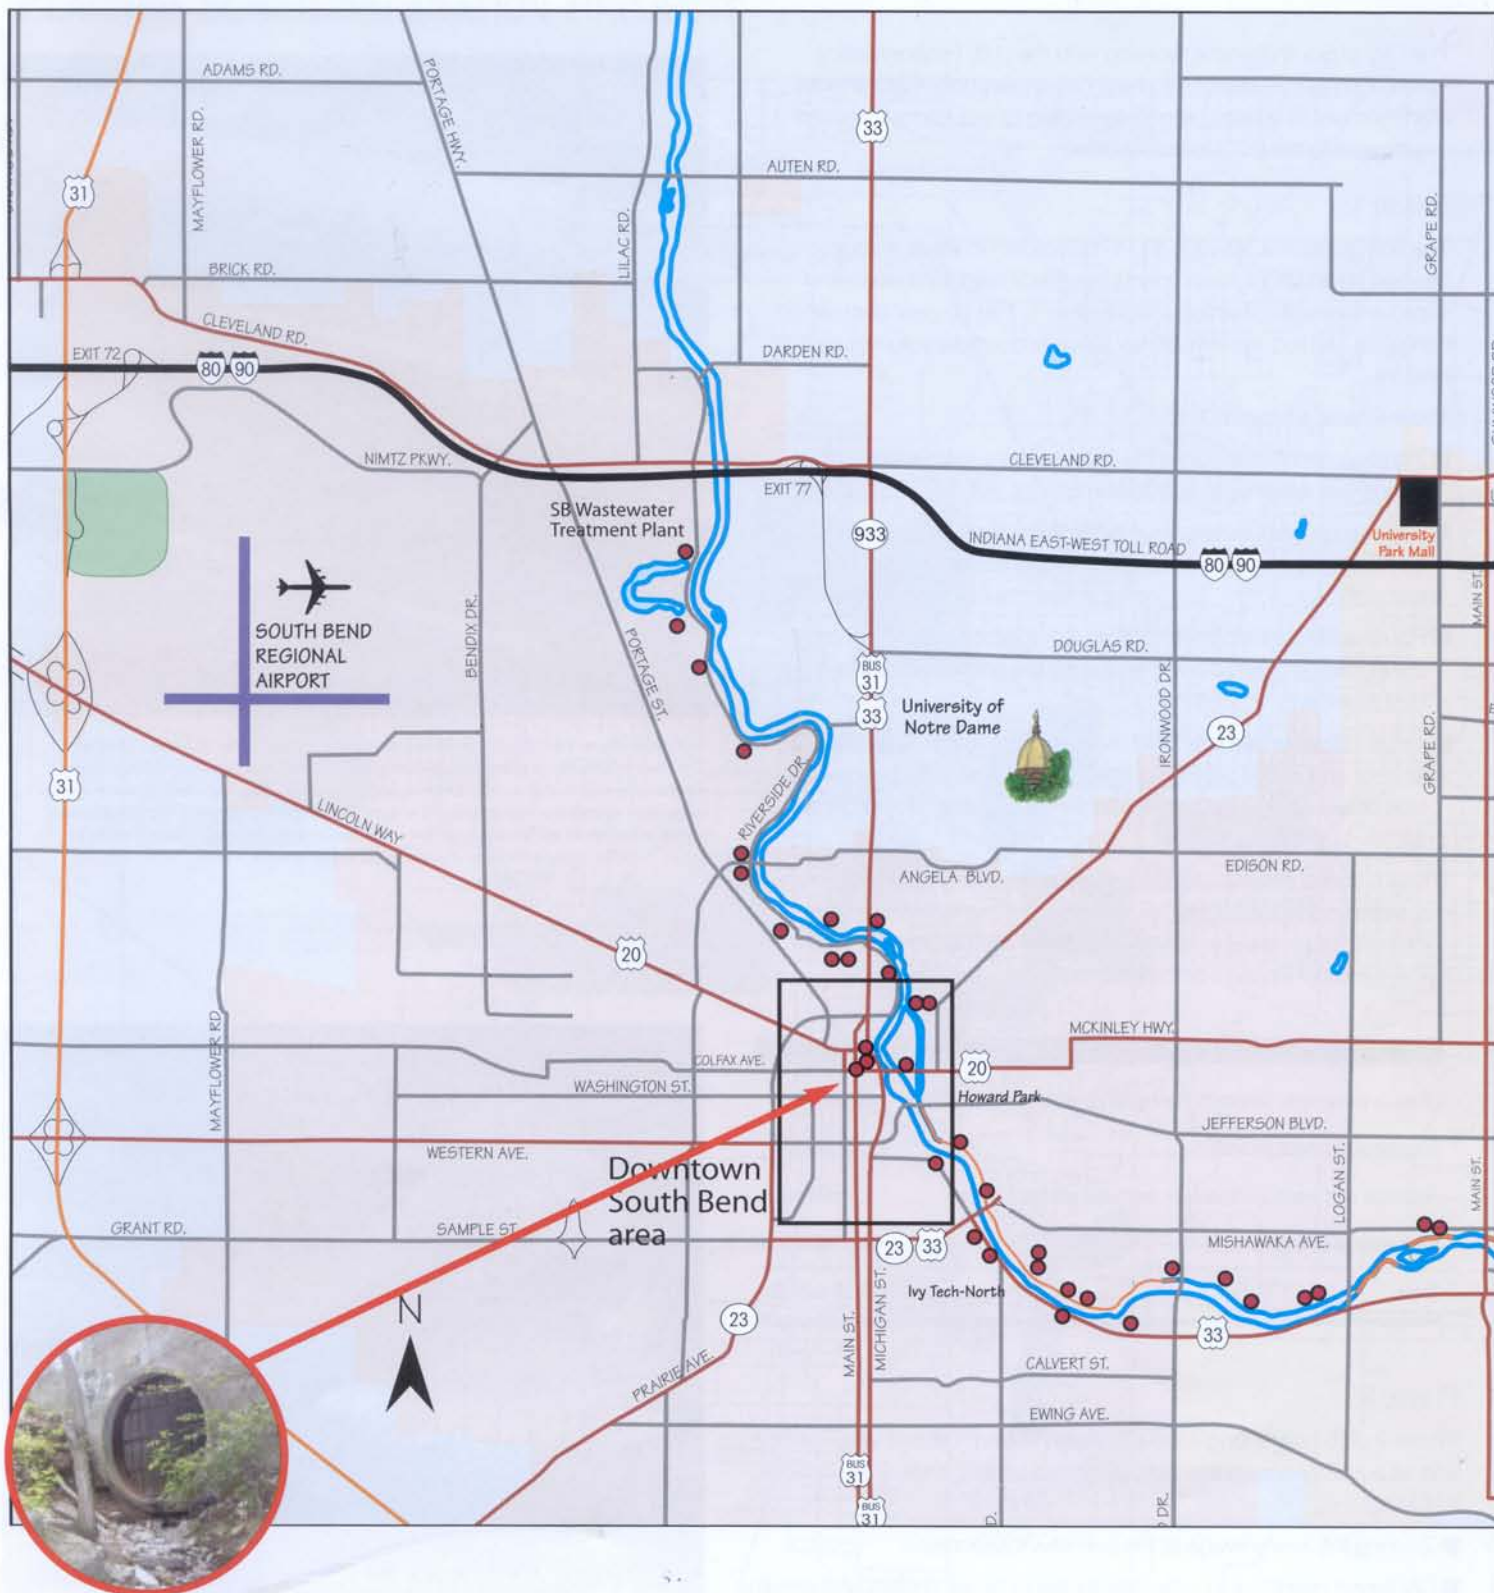 ADAMS RD.
PORTAGE HWY.
33
MAYFLOWER RD.
AUTEN RD.
31
LILAC RD.
GRAPE RD.
BRICK RD.
CLEVELAND RD.
EXIT 72
80 90
DARDEN RD.
NIMTZ PKWY.
CLEVELAND RD.
EXIT 77
SB Wastewater
Treatment Plant
933
INDIANA EAST-WEST TOLL ROAD
80 90
University
Park Mall
MAIN ST.
BENDIX DR.
SOUTH BEND
REGIONAL
AIRPORT
PORTAGE ST.
DOUGLAS RD.
BUS
31
33
University of
Notre Dame
IRONWOOD DR.
23
GRAPE RD.
31
LINCOLN WAY
RIVERSIDE DR.
ANGELA BLVD.
EDISON RD.
20
MAYFLOWER RD.
MCKINLEY HWY.
COLFAX AVE.
20
WASHINGTON ST.
Howard Park
JEFFERSON BLVD.
WESTERN AVE.
LOGAN ST.
MAIN ST.
Downtown
South Bend
area
GRANT RD.
SAMPLE ST.
23 33
MISHAWAKA AVE.
Ivy Tech-North
N
23
MAIN ST.
MICHIGAN ST.
33
PRAIRIE AVE.
CALVERT ST.
EWING AVE.
BUS
31
BUS
31
D.
DR.